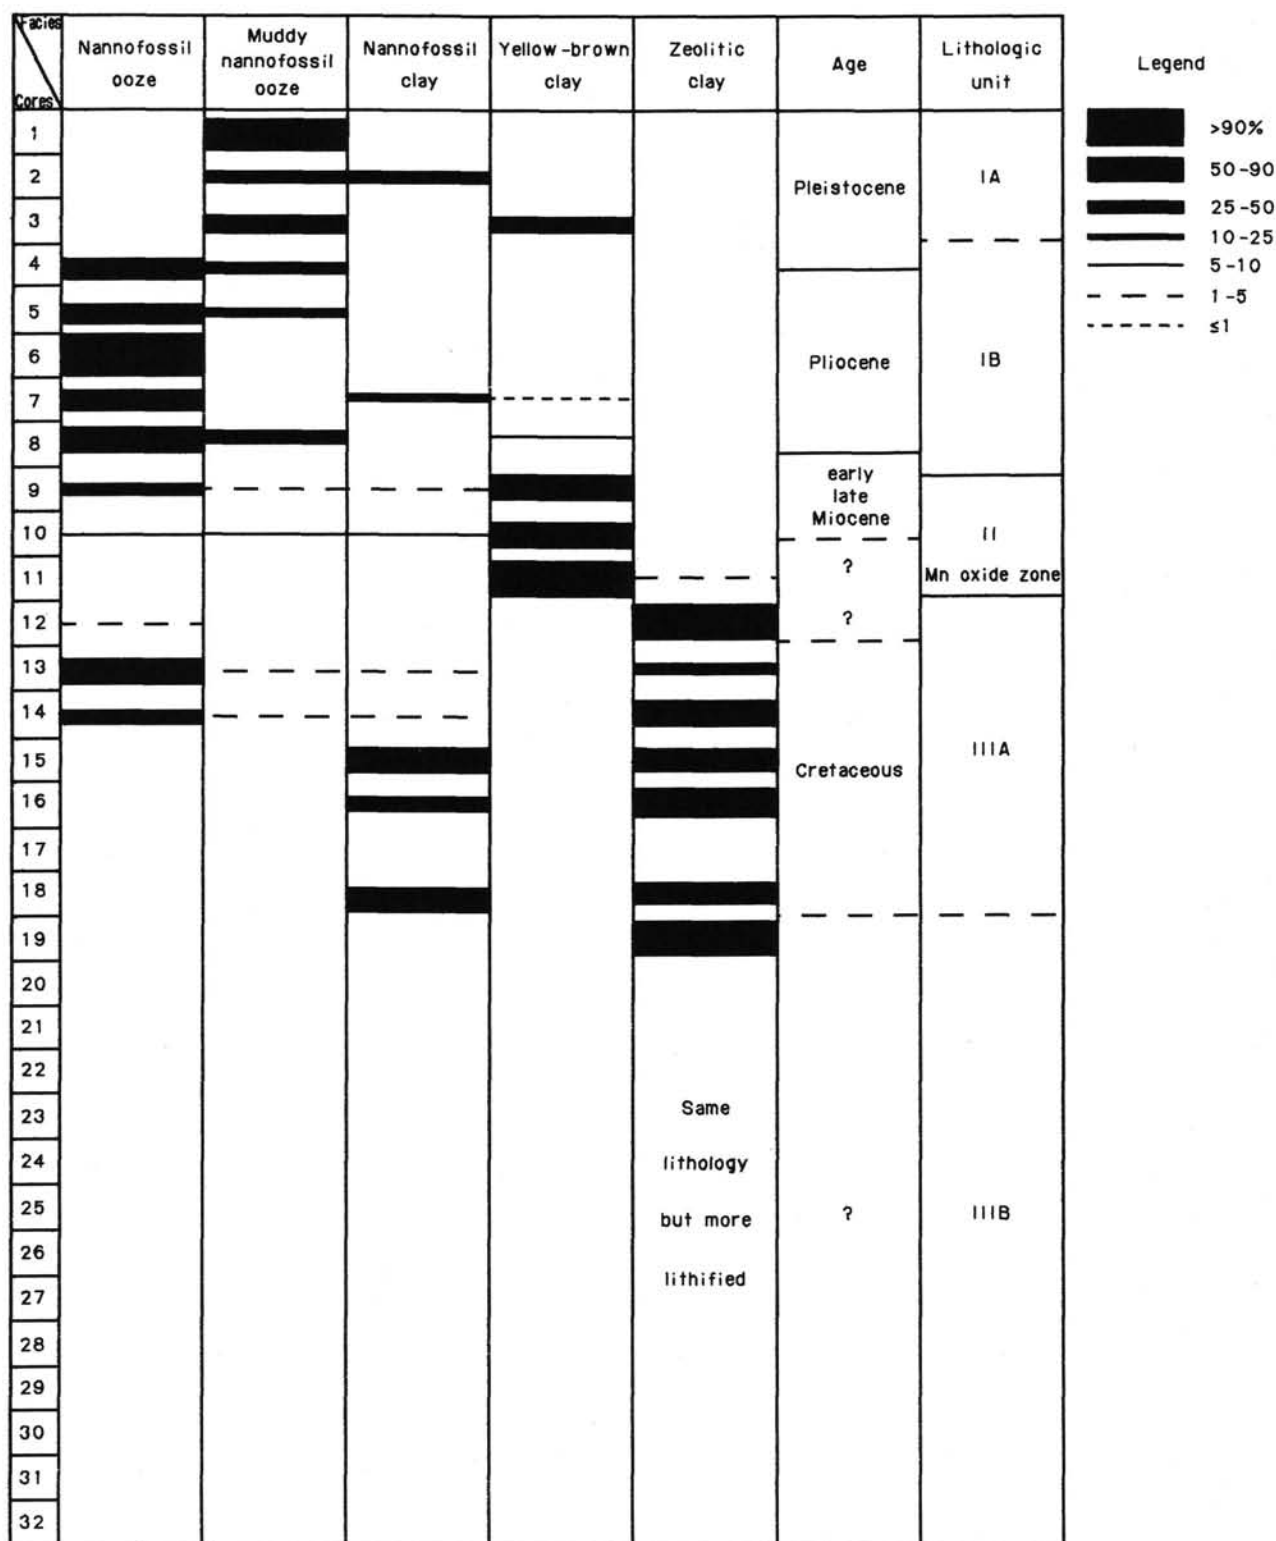 Facies
Cores
Nannofossil
ooze
Muddy
nannofossil
ooze
Nannofossil
clay
Yellow-brown
clay
Zeolitic
clay
Age
Lithologic
unit
Legend
>90%
50-90
25-50
10-25
5-10
1-5
≤1
1
2
3
4
5
6
7
8
9
10
11
12
13
14
15
16
17
18
19
20
21
22
23
24
25
26
27
28
29
30
31
32
Same
lithology
but more
lithified
Pleistocene
Pliocene
early
late
Miocene
?
?
Cretaceous
?
IA
IB
II
Mn oxide zone
IIIA
IIIB